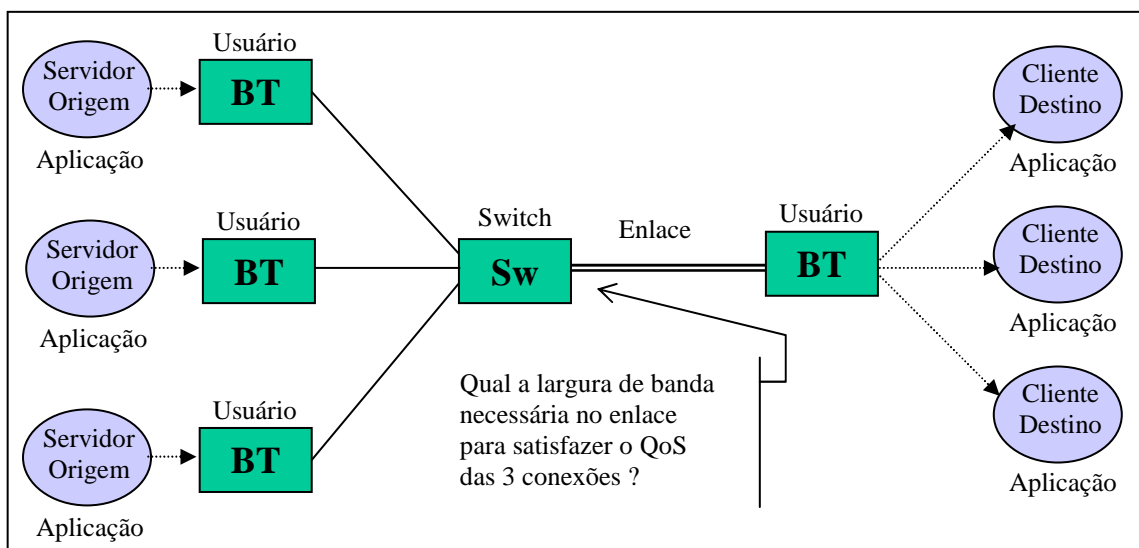 Usuário
Servidor
Origem
BT
Aplicação
Cliente
Destino
Aplicação
Usuário
Servidor
Origem
BT
Aplicação
Switch
Sw
Enlace
Usuário
BT
Cliente
Destino
Aplicação
Usuário
Servidor
Origem
BT
Aplicação
Qual a largura de banda
necessária no enlace
para satisfazer o QoS
das 3 conexões ?
Cliente
Destino
Aplicação